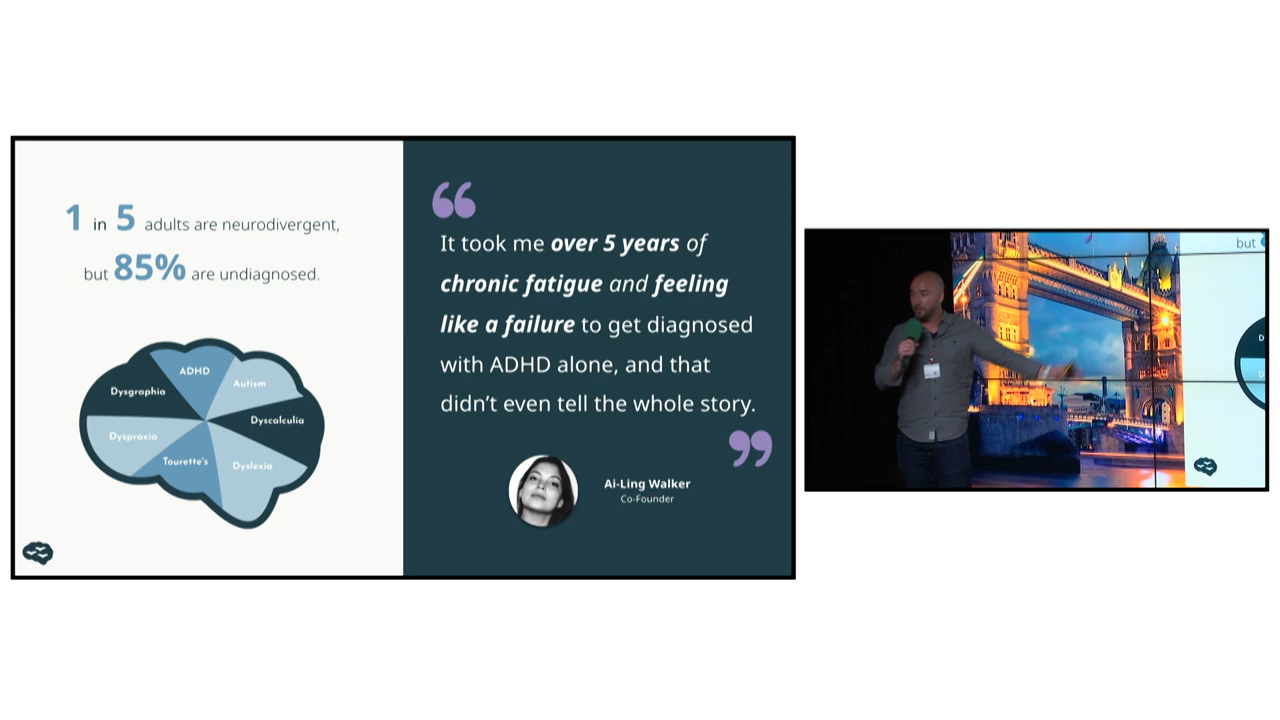 1 in 5 adults are neurodivergent,
but 85% are undiagnosed.
ADHD
Autism
Dysgraphia
Dyscalculia
Dyspraxia
Tourette's
Dyslexia
It took me over 5 years of
chronic fatigue and feeling
like a failure to get diagnosed
with ADHD alone, and that
didn’t even tell the whole story.
Ai-Ling Walker
Co-Founder
but
D
D